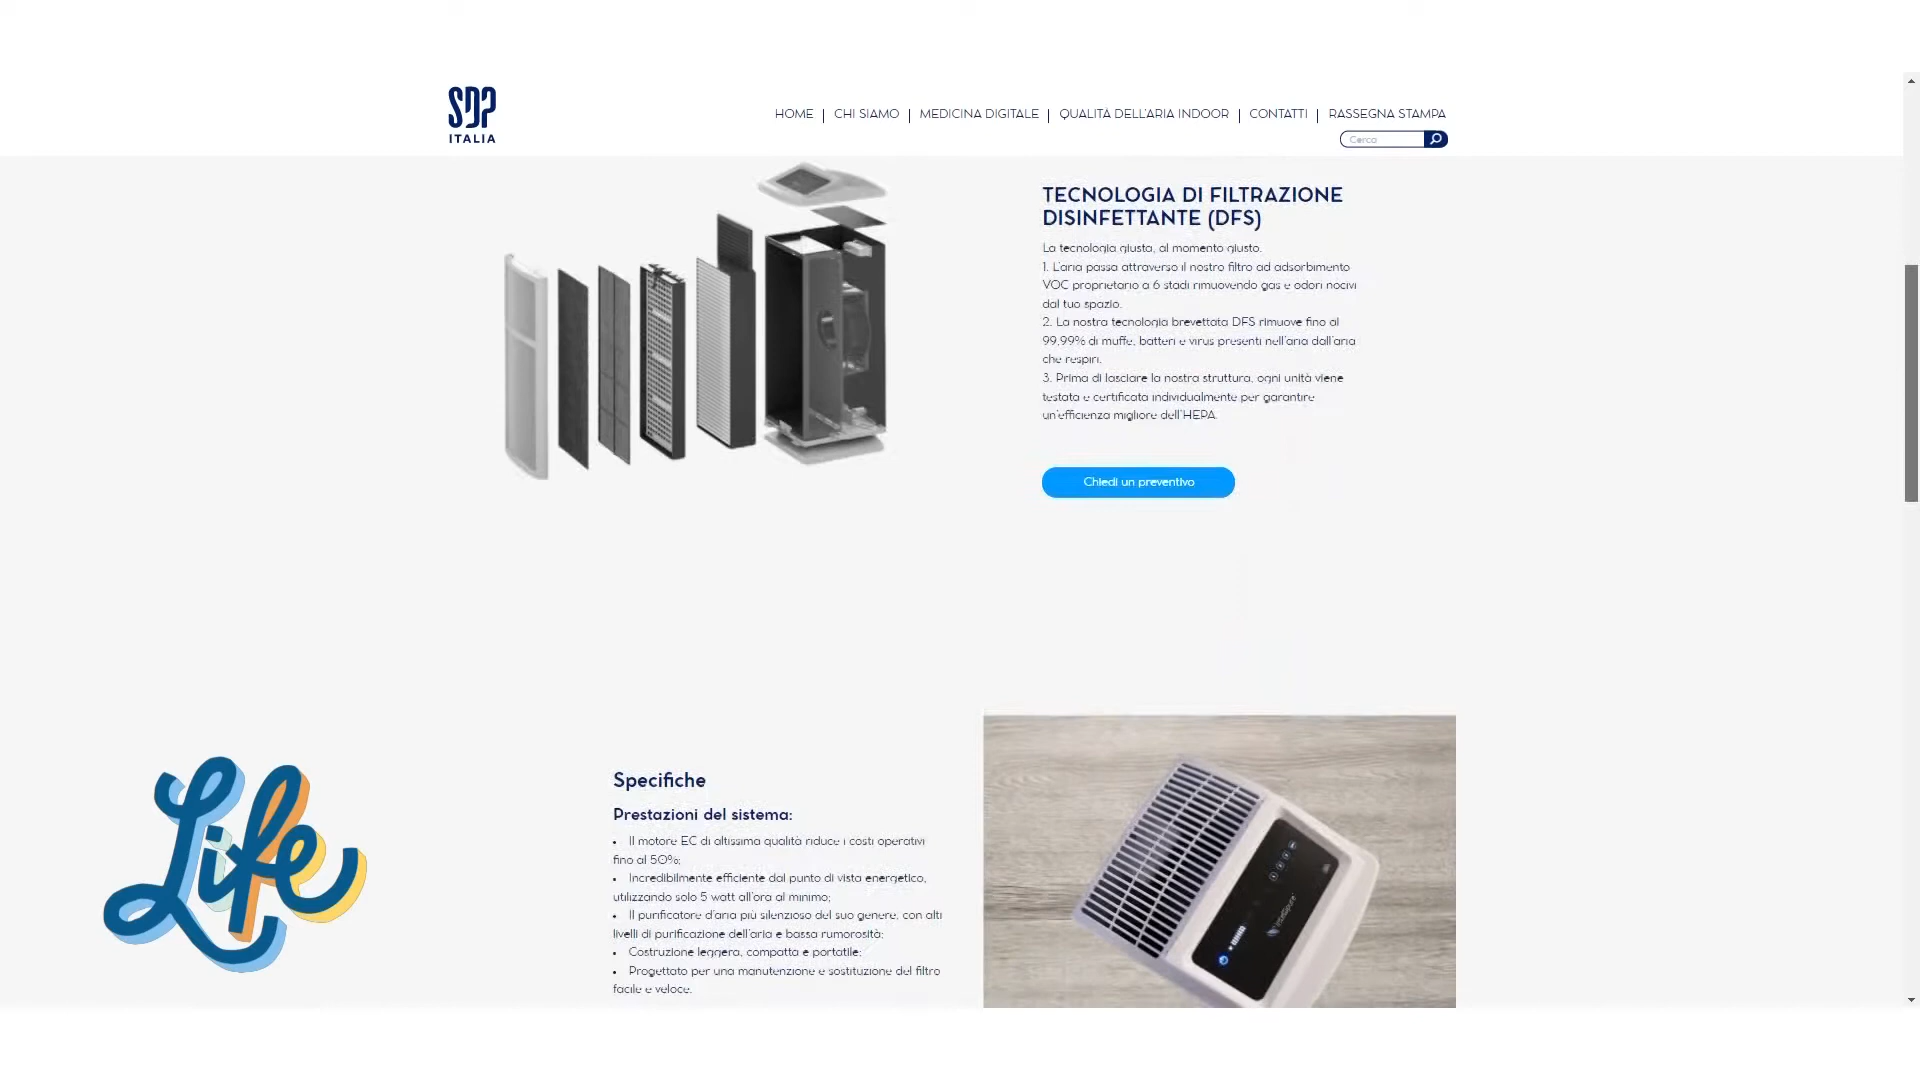 SDP
ITALIA
HOME
CHI SIAMO
MEDICINA DIGITALE
QUALITÀ DELL'ARIA INDOOR
CONTATTI
RASSEGNA STAMPA
Cerca
TECNOLOGIA DI FILTRAZIONE
DISINFETTANTE (DFS)
La tecnologia giusta, al momento giusto.
1. L'aria passa attraverso il nostro filtro ad adsorbimento
VOC proprietario a 6 stadi rimuovendo gas e odori nocivi
dal tuo spazio.
2. La nostra tecnologia brevettata DFS rimuove fino al
99,99% di muffe, batteri e virus presenti nell'aria dall'aria
che respiri.
3. Prima di lasciare la nostra struttura, ogni unità viene
testata e certificata individualmente per garantire
un'efficienza migliore dell'HEPA.
Chiedi un preventivo
Life
Specifiche
Prestazioni del sistema:
• Il motore EC di altissima qualità riduce i costi operativi
fino al 50%;
• Incredibilmente efficiente dal punto di vista energetico,
utilizzando solo 5 watt all'ora al minimo;
• Il purificatore d'aria più silenzioso del suo genere, con alti
livelli di purificazione dell'aria e bassa rumorosità;
• Costruzione leggera, compatta e portatile;
• Progettato per una manutenzione e sostituzione del filtro
facile e veloce.
intellipure